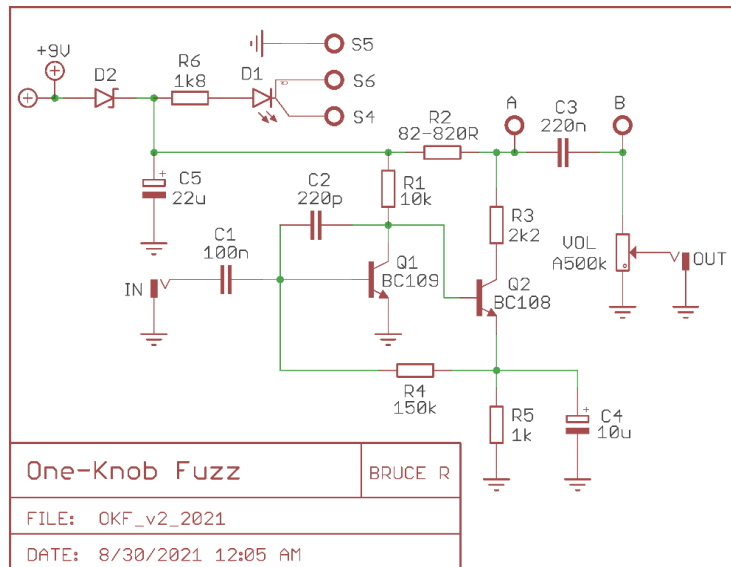 +9V
D2
R6
1k8
D1
S5
S6
S4
A
C3
220n
B
R2
82-820R
+
C5
22u
C2
220p
R1
10k
R3
2k2
VOL
A500k
OUT
C1
100n
IN
Q1
BC109
Q2
BC108
R4
150k
R5
1k
+
C4
10u
One-Knob Fuzz
BRUCE R
FILE: OKF_v2_2021
DATE: 8/30/2021 12:05 AM